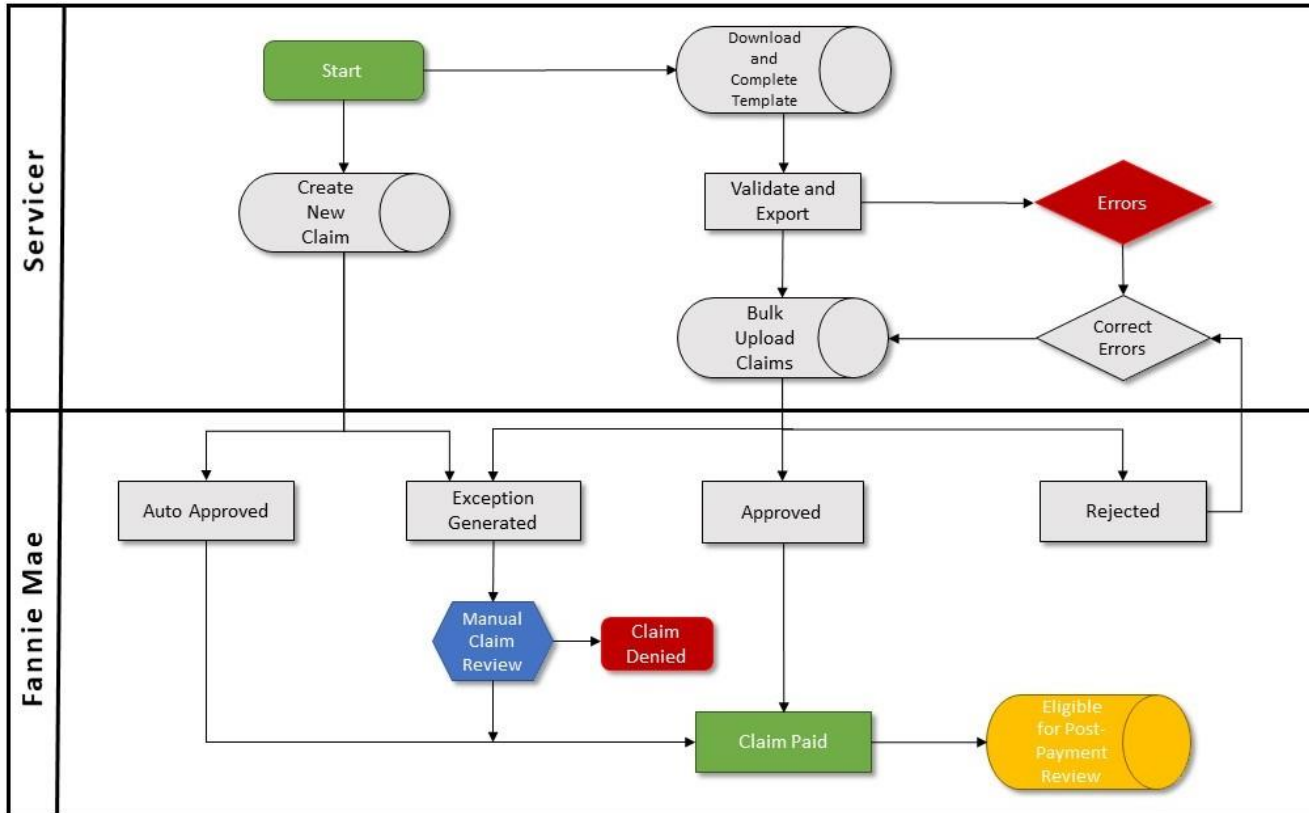 Servicer
Start
Download
and
Complete
Template
Create
New
Claim
Validate and
Export
Errors
Bulk
Upload
Claims
Correct
Errors
Fannie Mae
Auto Approved
Exception
Generated
Approved
Rejected
Manual
Claim
Review
Claim
Denied
Claim Paid
Eligible
for Post-
Payment
Review